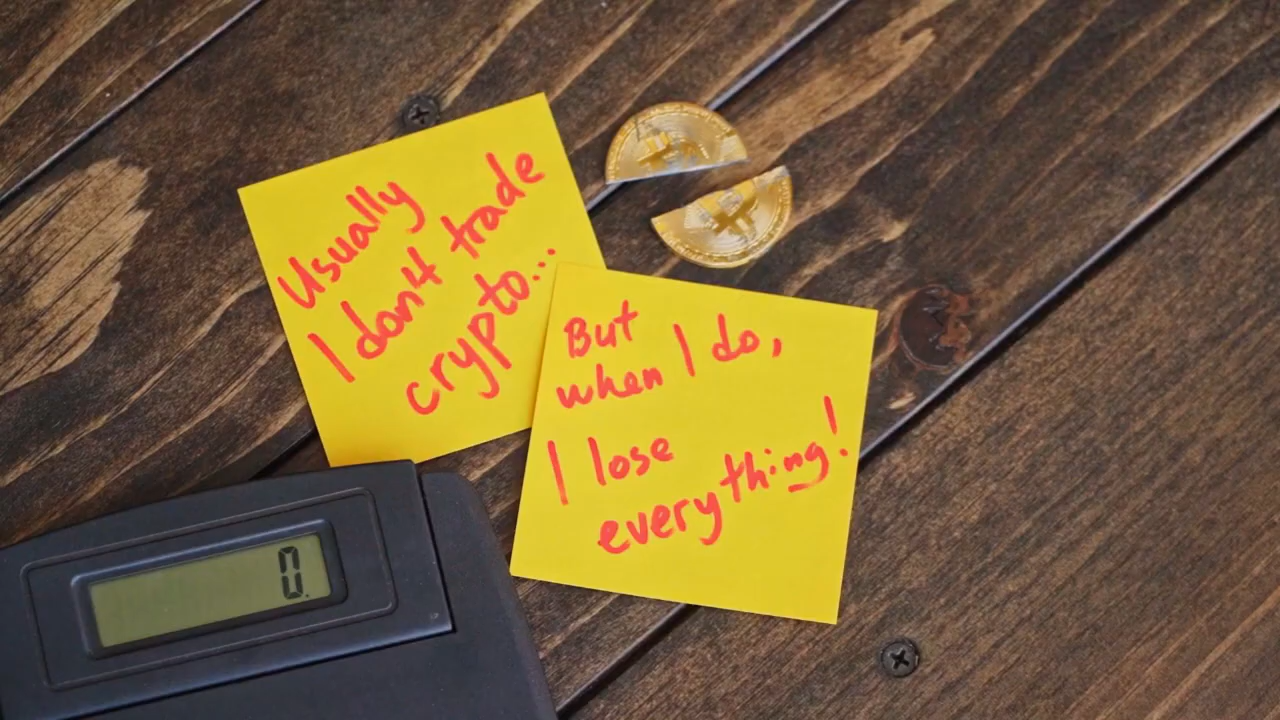 Usually
I don't trade
crypto...
But
when I do,
I lose
everything!
0.